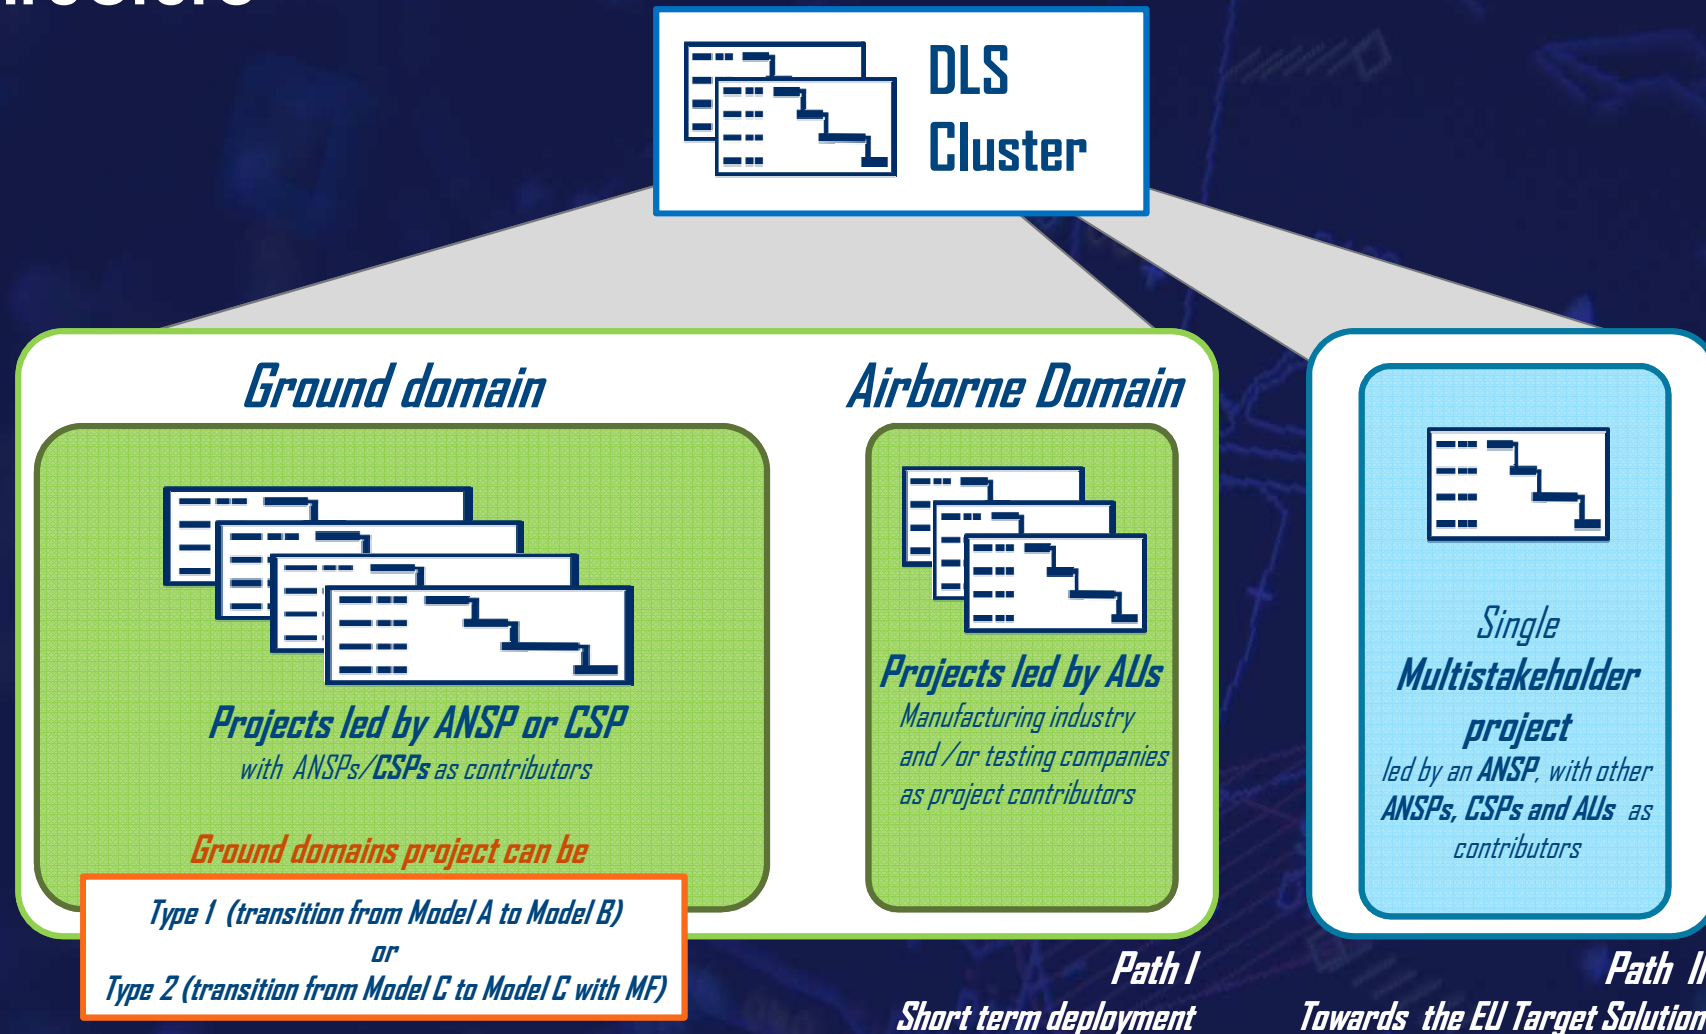 DLS
Cluster
Ground domain
Airborne Domain
Projects led by ANSP or CSP
with ANSPs/CSPs as contributors
Ground domains project can be
Type 1 (transition from Model A to Model B)
or
Type 2 (transition from Model C to Model C with MF)
Projects led by AUs
Manufacturing industry
and /or testing companies
as project contributors
Single
Multistakeholder
project
led by an ANSP, with other
ANSPs, CSPs and AUs as
contributors
Path I
Short term deployment
Path II
Towards the EU Target Solution